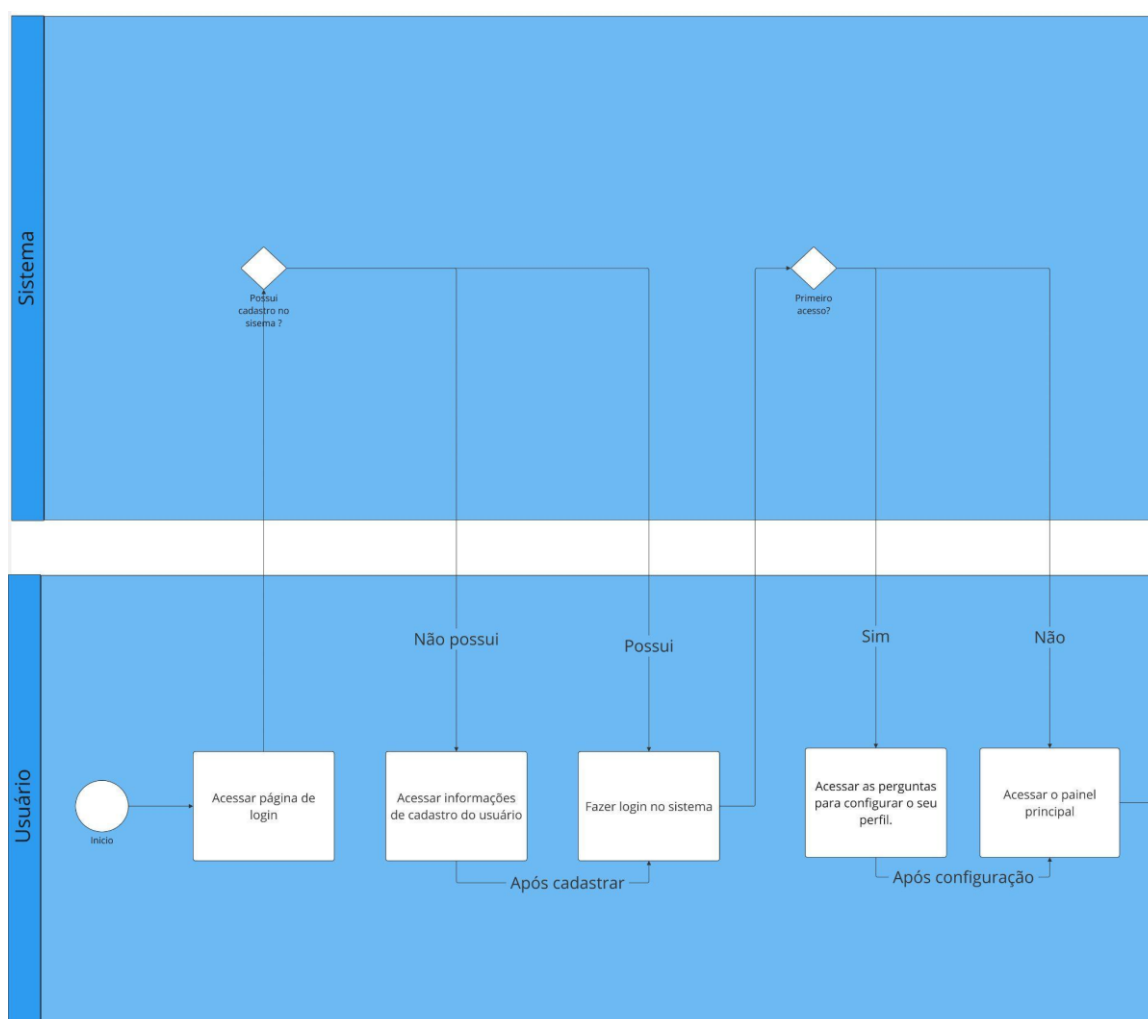 Sistema
Possui
cadastro no
sisema ?
Primeiro
acesso?
Usuário
Não possui
Possui
Sim
Não
Inicio
Acessar página de
login
Acessar informações
de cadastro do usuário
Fazer login no sistema
Acessar as perguntas
para configurar o seu
perfil.
Acessar o painel
principal
Após cadastrar
Após configuração